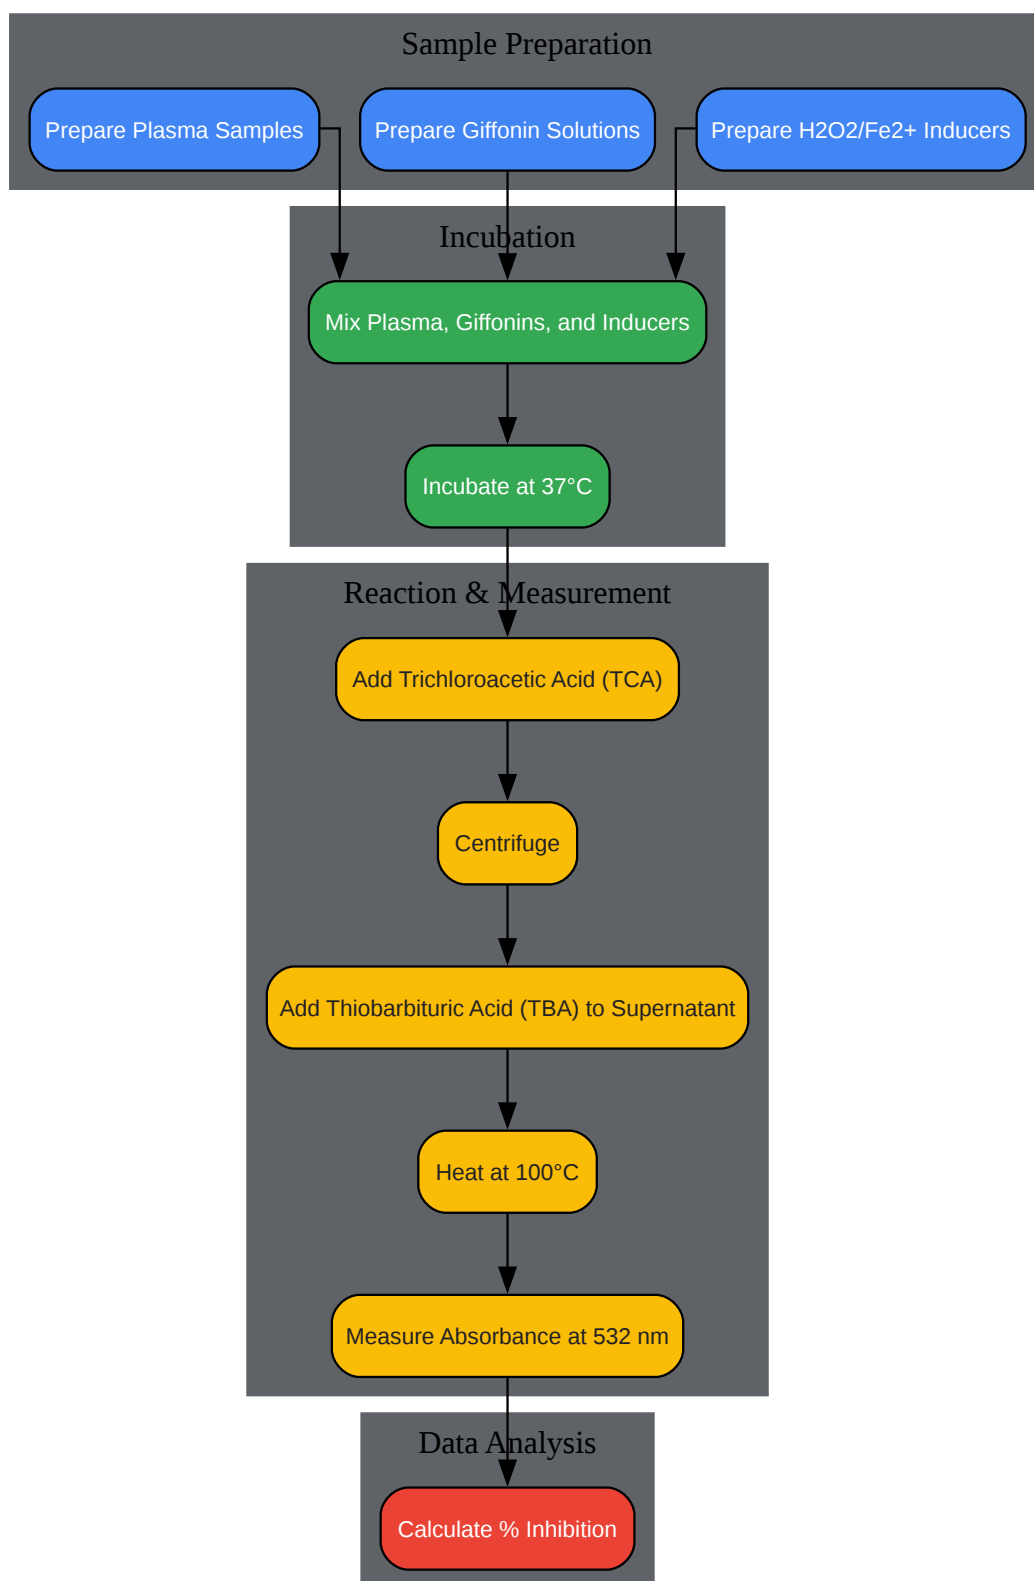 Sample Preparation
Prepare Plasma Samples
Prepare Giffonin Solutions
Prepare H2O2/Fe2+ Inducers
Incubation
Mix Plasma, Giffonins, and Inducers
Incubate at 37°C
Reaction & Measurement
Add Trichloroacetic Acid (TCA)
Centrifuge
Add Thiobarbituric Acid (TBA) to Supernatant
Heat at 100°C
Measure Absorbance at 532 nm
Data Analysis
Calculate % Inhibition